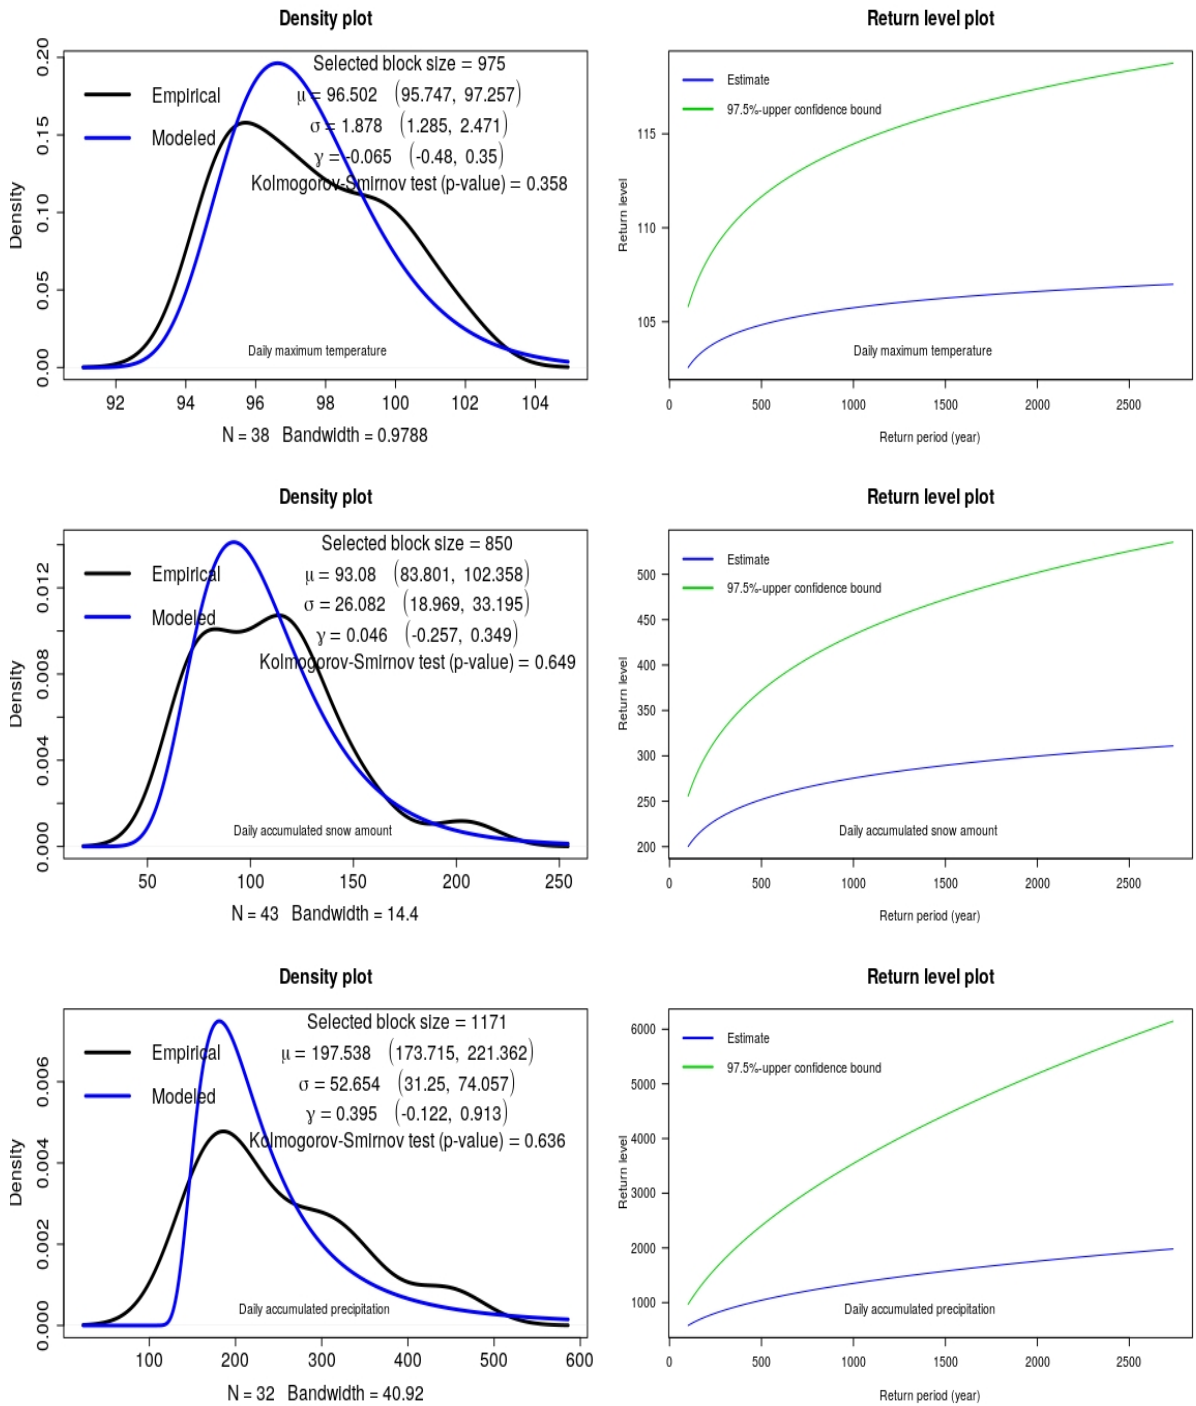 Density plot
Selected block size = 975
Empirical
Modeled
μ = 96.502 (95.747, 97.257)
σ = 1.878 (1.285, 2.471)
γ = -0.065 (-0.48, 0.35)
Kolmogorov-Smirnov test (p-value) = 0.358
Density
0.00 0.05 0.10 0.15 0.20
Daily maximum temperature
92 94 96 98 100 102 104
N = 38 Bandwidth = 0.9788
Return level plot
Estimate
97.5%-upper confidence bound
Return level
105 110 115
Daily maximum temperature
0 500 1000 1500 2000 2500
Return period (year)
Density plot
Selected block size = 850
Empirical
Modeled
μ = 93.08 (83.801, 102.358)
σ = 26.082 (18.969, 33.195)
γ = 0.046 (-0.257, 0.349)
Kolmogorov-Smirnov test (p-value) = 0.649
Density
0.000 0.004 0.008 0.012
Daily accumulated snow amount
50 100 150 200 250
N = 43 Bandwidth = 14.4
Return level plot
Estimate
97.5%-upper confidence bound
Return level
200 250 300 350 400 450 500
Daily accumulated snow amount
0 500 1000 1500 2000 2500
Return period (year)
Density plot
Selected block size = 1171
Empirical
Modeled
μ = 197.538 (173.715, 221.362)
σ = 52.654 (31.25, 74.057)
γ = 0.395 (-0.122, 0.913)
Kolmogorov-Smirnov test (p-value) = 0.636
Density
0.000 0.002 0.004 0.006
Daily accumulated precipitation
100 200 300 400 500 600
N = 32 Bandwidth = 40.92
Return level plot
Estimate
97.5%-upper confidence bound
Return level
1000 2000 3000 4000 5000 6000
Daily accumulated precipitation
0 500 1000 1500 2000 2500
Return period (year)